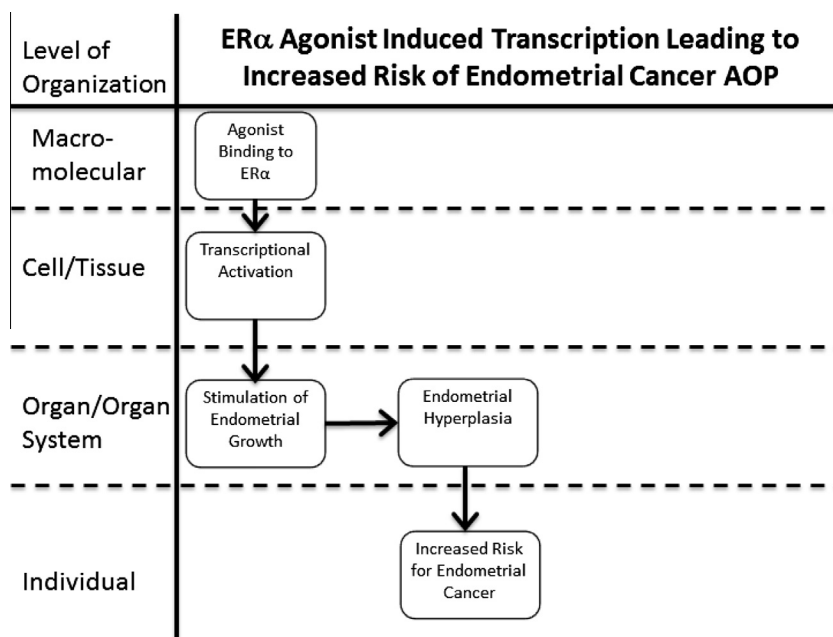 Level of
Organization
ERα Agonist Induced Transcription Leading to
Increased Risk of Endometrial Cancer AOP
Macro-
molecular
Agonist
Binding to
ERα
Cell/Tissue
Transcriptional
Activation
Organ/Organ
System
Stimulation of
Endometrial
Growth
Endometrial
Hyperplasia
Individual
Increased Risk
for Endometrial
Cancer